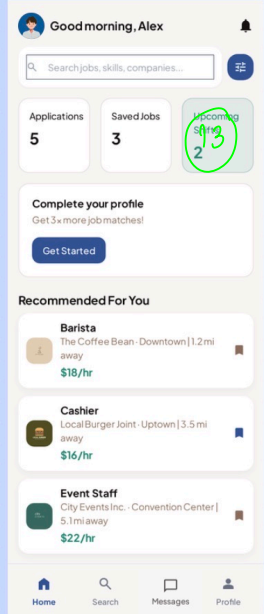 Good morning, Alex
Search jobs, skills, companies...
Applications
5
Saved Jobs
3
Upcoming
Shifts
2
13
Complete your profile
Get 3x more job matches!
Get Started
Recommended For You
Barista
The Coffee Bean · Downtown | 1.2 mi
away
$18/hr
Cashier
Local Burger Joint · Uptown | 3.5 mi
away
$16/hr
Event Staff
City Events Inc. · Convention Center |
5.1 mi away
$22/hr
Home
Search
Messages
Profile